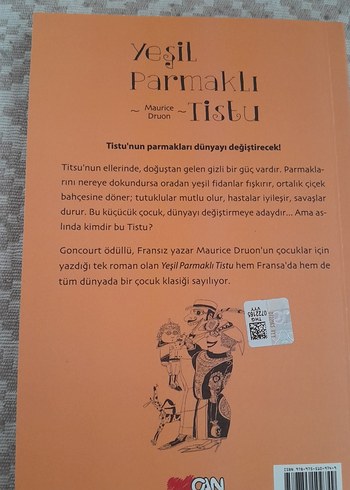 Yeşil
Parmaklı
~ Maurice Druon ~ Tistu
Tistu'nun parmakları dünyayı değiştirecek!
Titsu'nun ellerinde, doğuştan gelen gizli bir güç vardır. Parmakla-
rını nereye dokundursa oradan yeşil fidanlar fışkırır, ortalık çiçek
bahçesine döner; tutuklular mutlu olur, hastalar iyileşir, savaşlar
durur. Bu küçücük çocuk, dünyayı değiştirmeye adaydır... Ama as-
lında kimdir bu Tistu?
Goncourt ödüllü, Fransız yazar Maurice Druon'un çocuklar için
yazdığı tek roman olan Yeşil Parmaklı Tistu hem Fransa'da hem de
tüm dünyada bir çocuk klasiği sayılıyor.
CAN